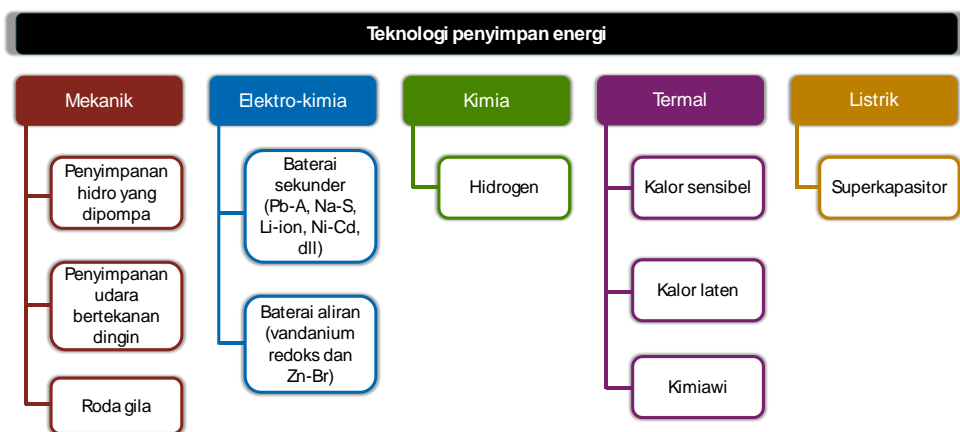 Teknologi penyimpan energi
Mekanik
Penyimpanan
hidro yang
dipompa
Penyimpanan
udara
bertekanan
dingin
Roda gila
Elektro-kimia
Baterai
sekunder
(Pb-A, Na-S,
Li-ion, Ni-Cd,
dll)
Baterai aliran
(vandanium
redoks dan
Zn-Br)
Kimia
Hidrogen
Termal
Kalor sensibel
Kalor laten
Kimiawi
Listrik
Superkapasitor